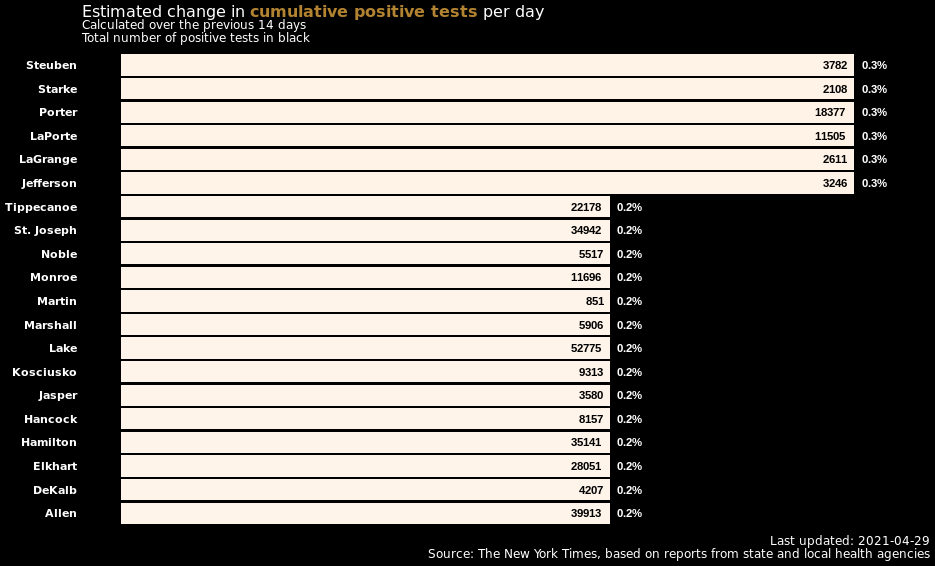 Estimated change in cumulative positive tests per day
Calculated over the previous 14 days
Total number of positive tests in black
Steuben 3782 0.3%
Starke 2108 0.3%
Porter 18377 0.3%
LaPorte 11505 0.3%
LaGrange 2611 0.3%
Jefferson 3246 0.3%
Tippecanoe 22178 0.2%
St. Joseph 34942 0.2%
Noble 5517 0.2%
Monroe 11696 0.2%
Martin 851 0.2%
Marshall 5906 0.2%
Lake 52775 0.2%
Kosciusko 9313 0.2%
Jasper 3580 0.2%
Hancock 8157 0.2%
Hamilton 35141 0.2%
Elkhart 28051 0.2%
DeKalb 4207 0.2%
Allen 39913 0.2%
Last updated: 2021-04-29
Source: The New York Times, based on reports from state and local health agencies